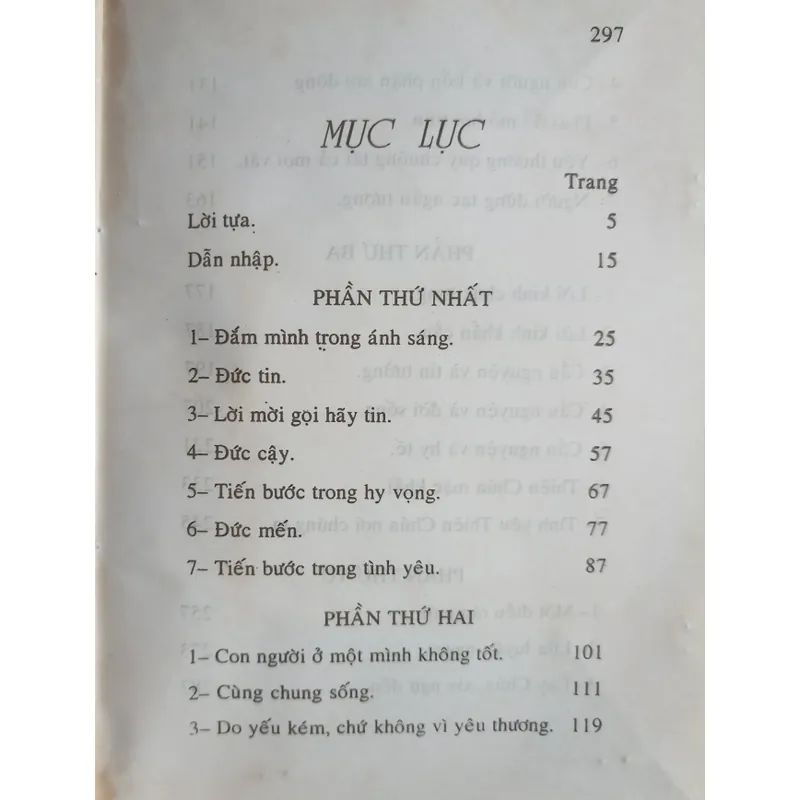 297
MỤC LỤC
Trang
Lời tựa. 5
Dẫn nhập. 15
PHẦN THỨ NHẤT
1– Đắm mình trong ánh sáng. 25
2– Đức tin. 35
3– Lời mời gọi hãy tin. 45
4– Đức cậy. 57
5– Tiến bước trong hy vọng. 67
6– Đức mến. 77
7– Tiến bước trong tình yêu. 87
PHẦN THỨ HAI
1– Con người ở một mình không tốt. 101
2– Cùng chung sống. 111
3– Do yếu kém, chứ không vì yêu thương. 119